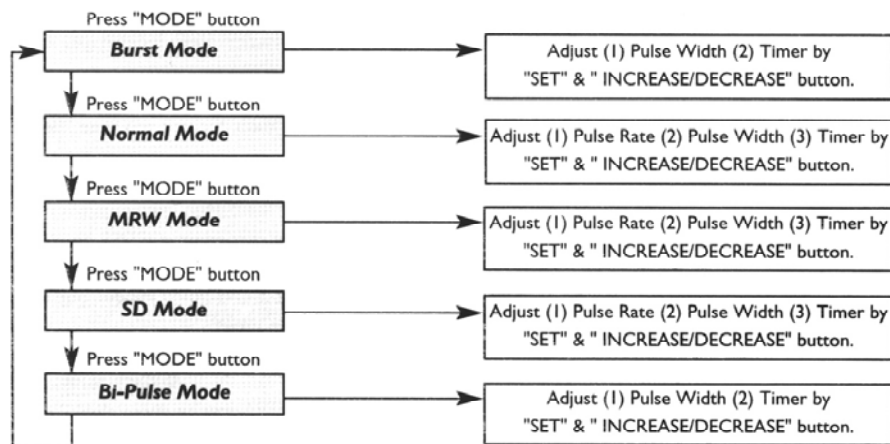 Press "MODE" button
Burst Mode
Adjust (1) Pulse Width (2) Timer by
"SET" & " INCREASE/DECREASE" button.
Press "MODE" button
Normal Mode
Adjust (1) Pulse Rate (2) Pulse Width (3) Timer by
"SET" & " INCREASE/DECREASE" button.
Press "MODE" button
MRW Mode
Adjust (1) Pulse Rate (2) Pulse Width (3) Timer by
"SET" & " INCREASE/DECREASE" button.
Press "MODE" button
SD Mode
Adjust (1) Pulse Rate (2) Pulse Width (3) Timer by
"SET" & " INCREASE/DECREASE" button.
Press "MODE" button
Bi-Pulse Mode
Adjust (1) Pulse Width (2) Timer by
"SET" & " INCREASE/DECREASE" button.